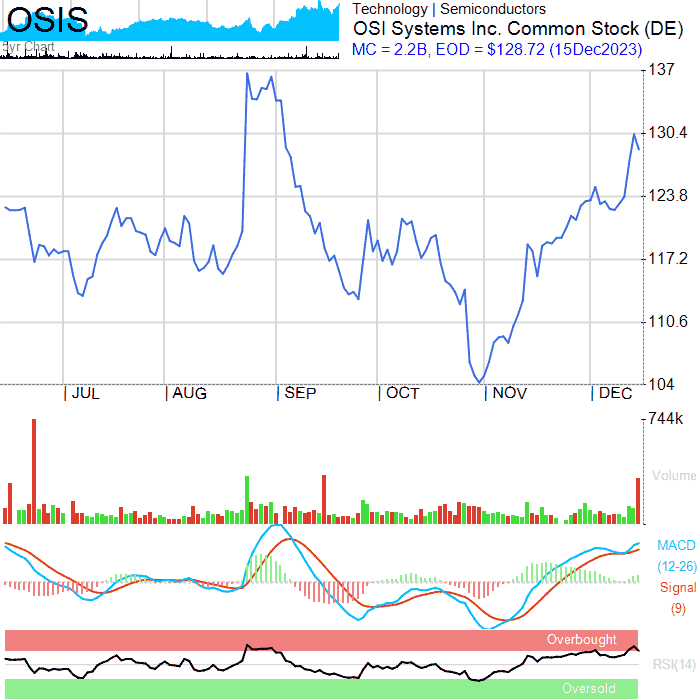 OSIS
5yr Chart
Technology | Semiconductors
OSI Systems Inc. Common Stock (DE)
MC = 2.2B, EOD = $128.72 (15Dec2023)
137
130.4
123.8
117.2
110.6
104
| JUL | AUG | SEP | OCT | NOV | DEC
744k
Volume
MACD
(12-26)
Signal
(9)
Overbought
RSI(14)
Oversold